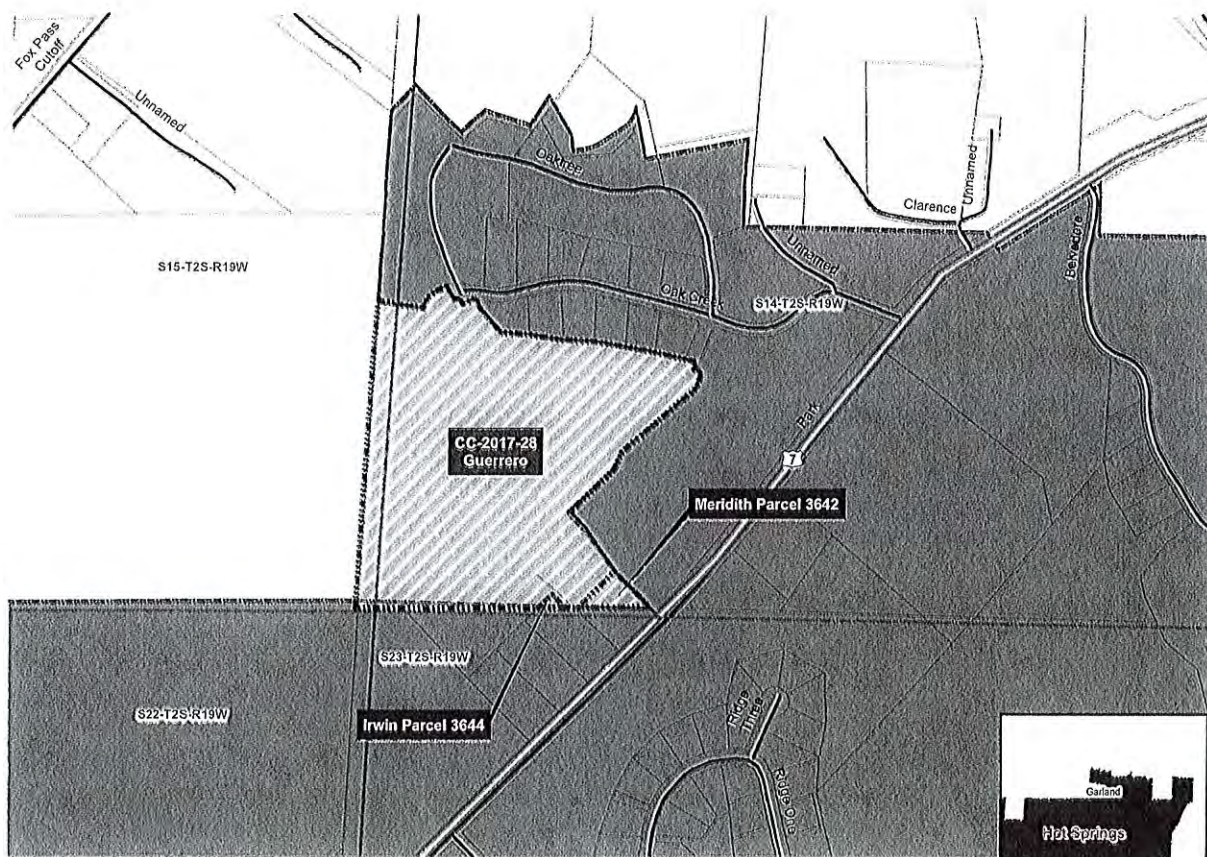 Fox Pass
Cutoff
Unnamed
Oaktree
Clarence
Unnamed
Belvedere
S15-T2S-R19W
Unnamed
Oak Creek
S14-T2S-R19W
Park
CC-2017-28
Guerrero
7
Meridith Parcel 3642
S23-T2S-R19W
S22-T2S-R19W
Irwin Parcel 3644
Ridge
Three
Ridge One
Garland
Hot Springs